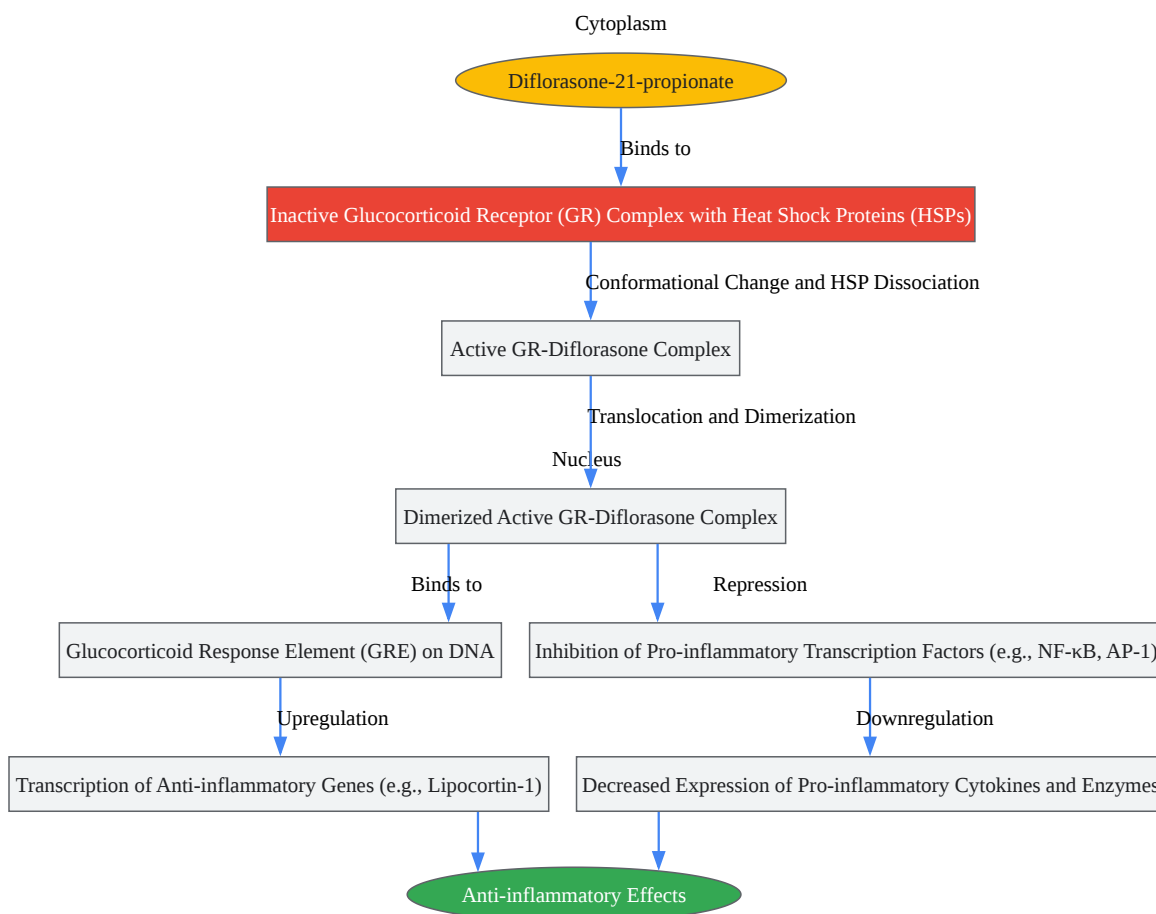 Cytoplasm
Diflorasone-21-propionate
Binds to
Inactive Glucocorticoid Receptor (GR) Complex with Heat Shock Proteins (HSPs)
Conformational Change and HSP Dissociation
Active GR-Diflorasone Complex
Translocation and Dimerization
Nucleus
Dimerized Active GR-Diflorasone Complex
Binds to
Repression
Glucocorticoid Response Element (GRE) on DNA
Inhibition of Pro-inflammatory Transcription Factors (e.g., NF-κB, AP-1)
Upregulation
Downregulation
Transcription of Anti-inflammatory Genes (e.g., Lipocortin-1)
Decreased Expression of Pro-inflammatory Cytokines and Enzymes
Anti-inflammatory Effects